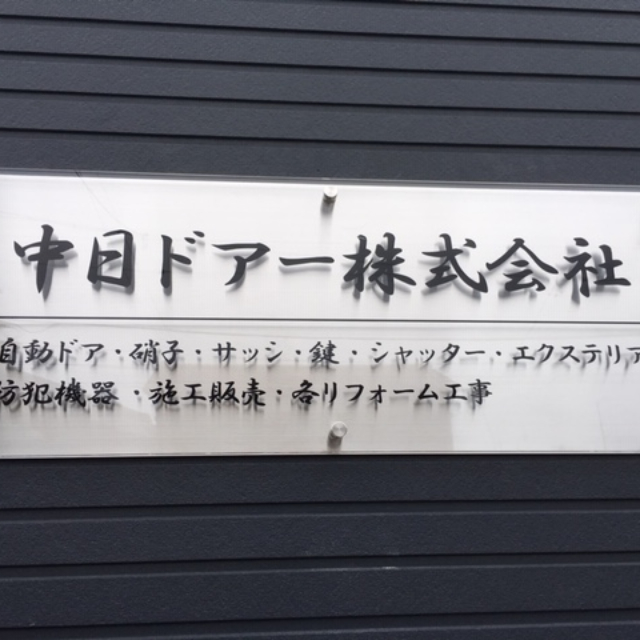 中日ドアー株式会社
自動ドア・硝子・サッシ・鍵・シャッター・エクステリア
防犯機器・施工販売・各リフォーム工事